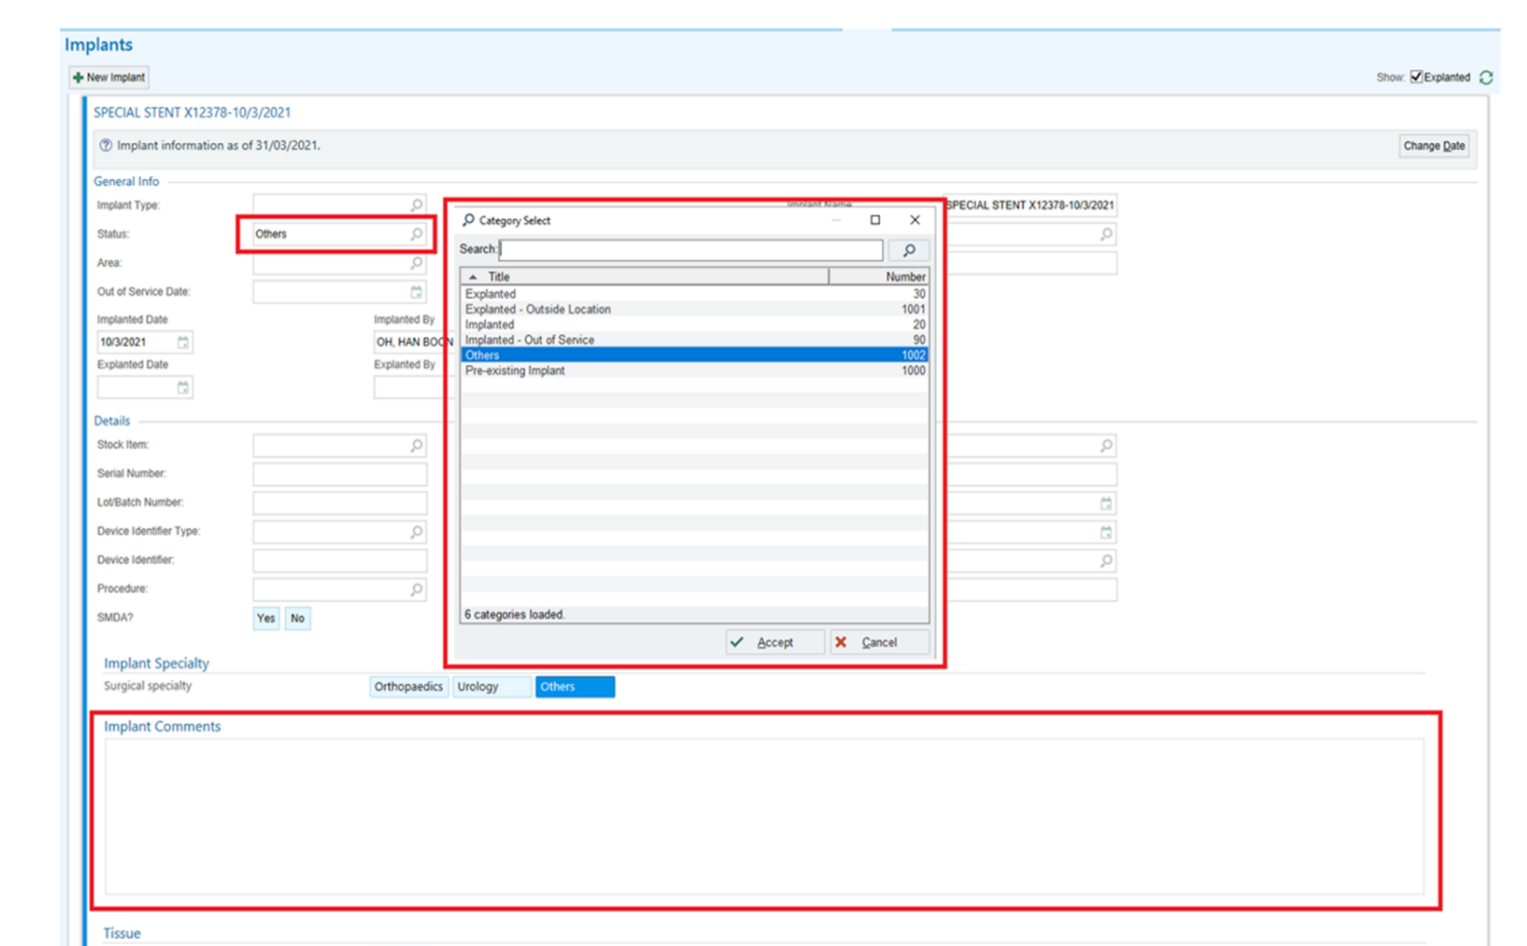 Implants
New Implant
Show: Explanted
SPECIAL STENT X12378-10/3/2021
Implant information as of 31/03/2021.
Change Date
General Info
Implant Type:
Implant Name
SPECIAL STENT X12378-10/3/2021
Status:
Others
Area:
Out of Service Date:
Implanted Date
Implanted By
10/3/2021
OH, HAN BOON
Explanted Date
Explanted By
Category Select
Search:
Title Number
Explanted 30
Explanted - Outside Location 1001
Implanted 20
Implanted - Out of Service 90
Others 1002
Pre-existing Implant 1000
6 categories loaded.
Accept Cancel
Details
Stock Item:
Serial Number:
Lot/Batch Number:
Device Identifier Type:
Device Identifier:
Procedure:
SMDA?
Yes No
Implant Specialty
Surgical specialty
Orthopaedics Urology Others
Implant Comments
Tissue